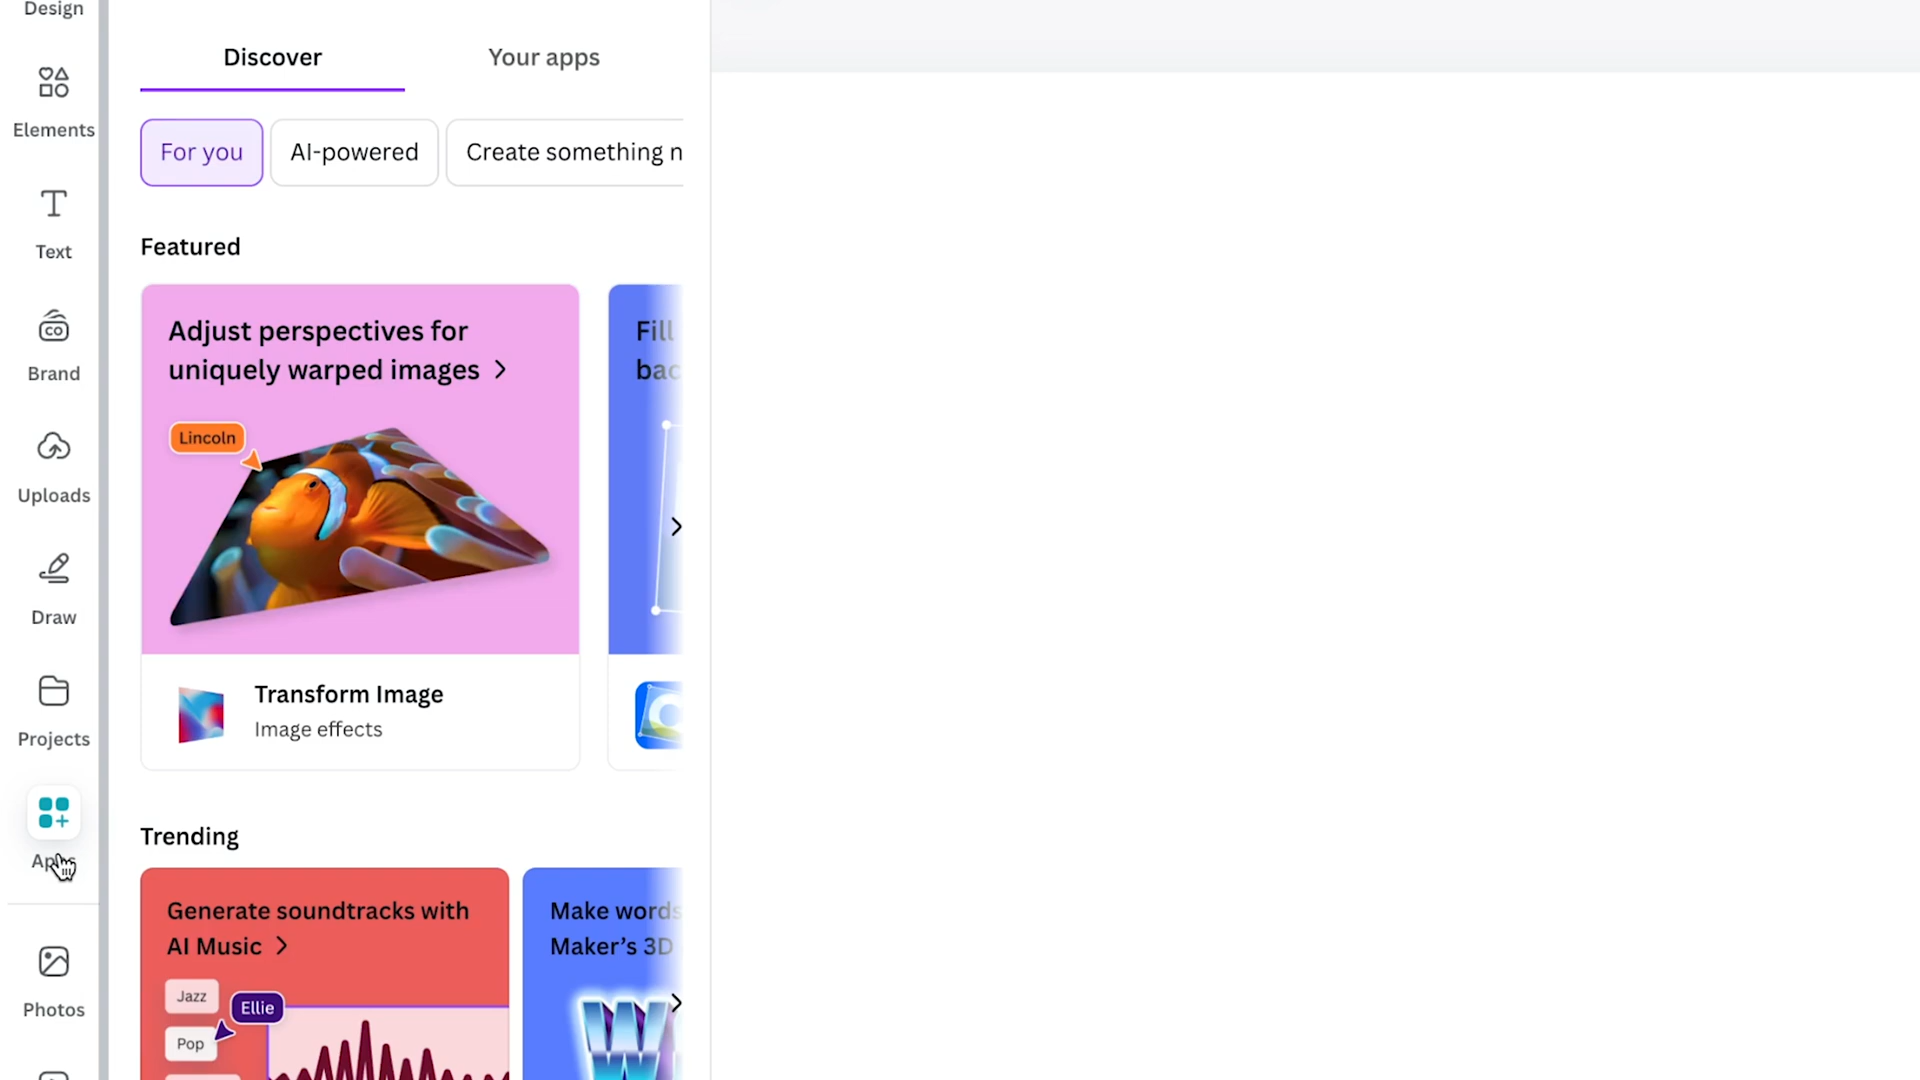 Design
Elements
Text
Brand
Uploads
Draw
Projects
Photos
Discover
Your apps
For you
AI-powered
Create something n
Featured
Adjust perspectives for
uniquely warped images
Lincoln
Transform Image
Image effects
Fill
bac
Trending
Generate soundtracks with
AI Music
Jazz
Ellie
Pop
Make words
Maker's 3D